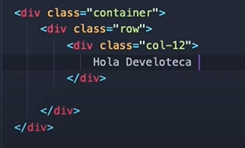 <div class="container">
<div class="row">
<div class="col-12">
Hola Develoteca
</div>
</div>
</div>